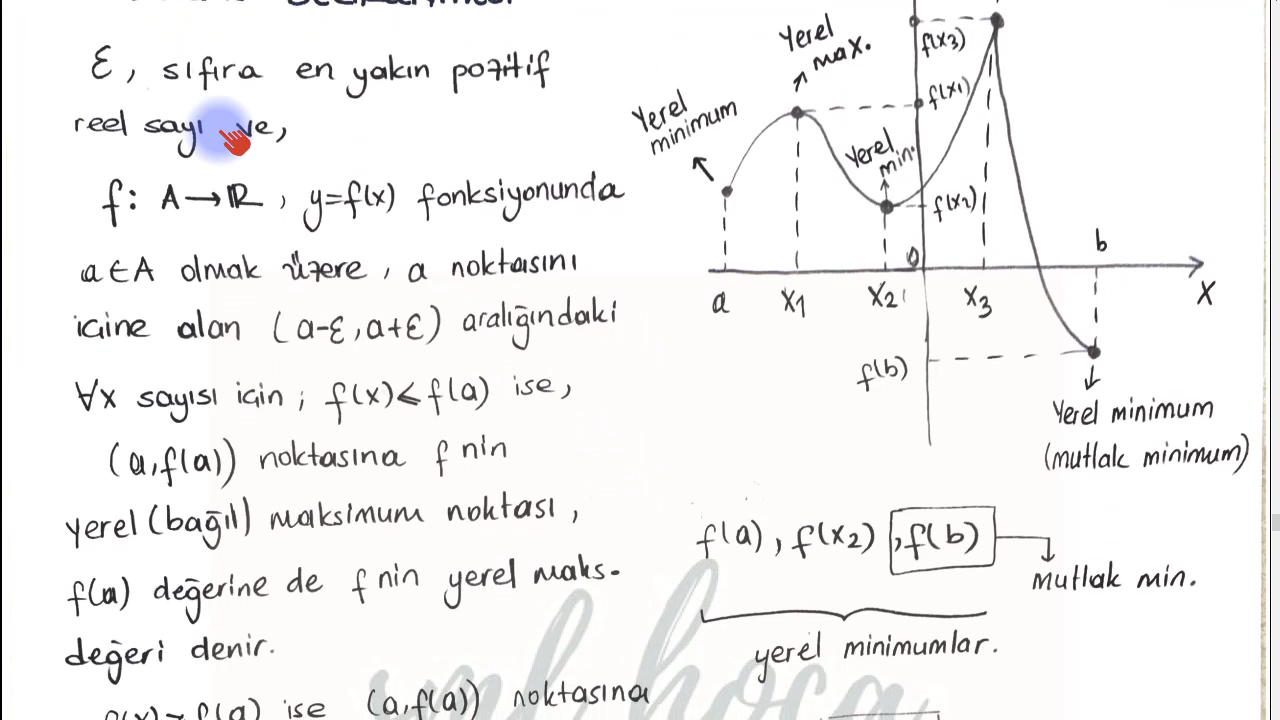 ε, sıfıra en yakın pozitif
reel sayı ve,
f: A→ℝ, y=f(x) fonksiyonunda
a∈A olmak üzere, a noktasını
içine alan (a-ε, a+ε) aralığındaki
∀x sayısı için; f(x)≤f(a) ise,
(a,f(a)) noktasına f nin
yerel (bağıl) maksimum noktası,
f(a) değerine de f nin yerel maks.
değeri denir.
ise (a,f(a)) noktasına
Yerel
minimum
Yerel
max.
Yerel
min.
f(x3)
f(x1)
f(x2)
0
a
x1
x2
x3
b
x
f(b)
Yerel minimum
(mutlak minimum)
f(a), f(x2), f(b)
Mutlak min.
yerel minimumlar.